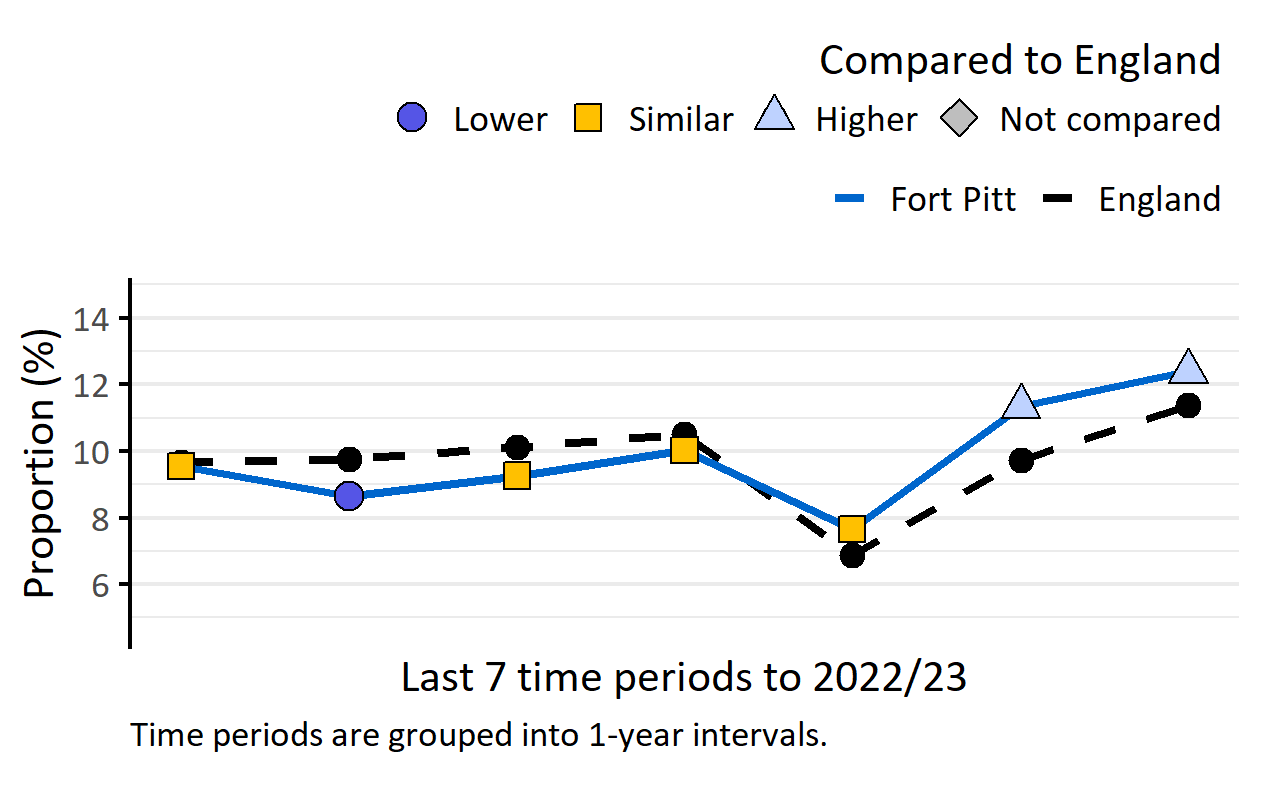 Compared to England
Lower Similar Higher Not compared
Fort Pitt England
Proportion (%)
14
12
10
8
6
Last 7 time periods to 2022/23
Time periods are grouped into 1-year intervals.